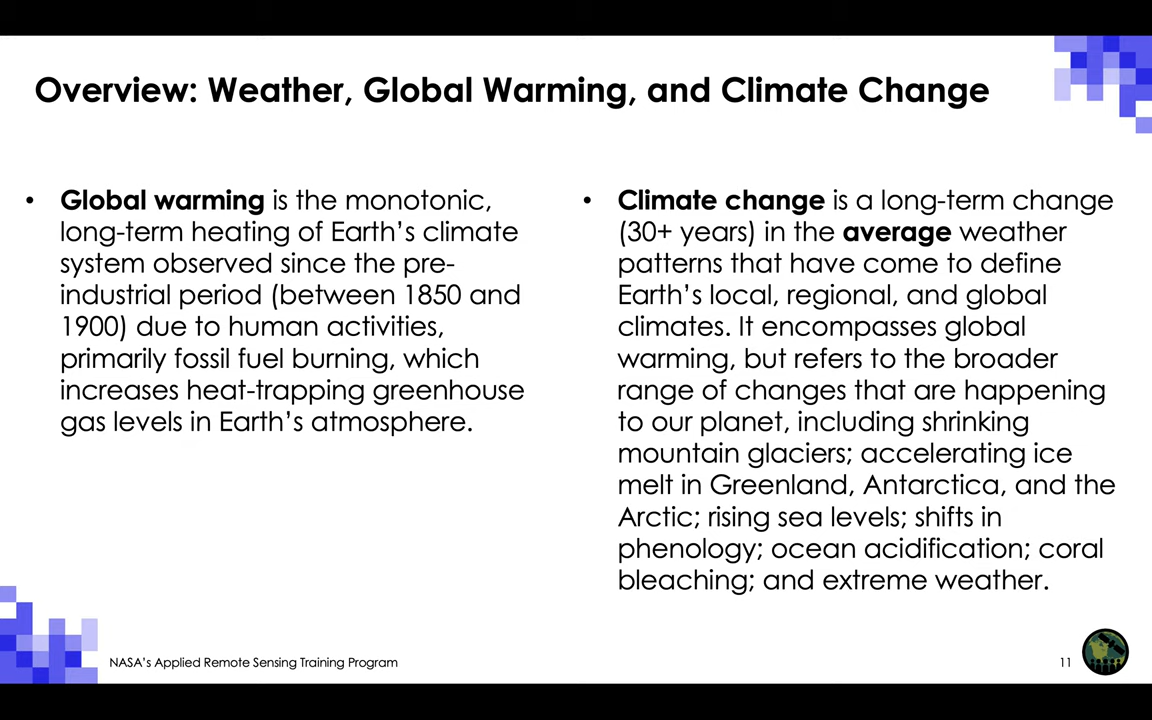 Overview: Weather, Global Warming, and Climate Change
• Global warming is the monotonic,
long-term heating of Earth’s climate
system observed since the pre-
industrial period (between 1850 and
1900) due to human activities,
primarily fossil fuel burning, which
increases heat-trapping greenhouse
gas levels in Earth’s atmosphere.
• Climate change is a long-term change
(30+ years) in the average weather
patterns that have come to define
Earth’s local, regional, and global
climates. It encompasses global
warming, but refers to the broader
range of changes that are happening
to our planet, including shrinking
mountain glaciers; accelerating ice
melt in Greenland, Antarctica, and the
Arctic; rising sea levels; shifts in
phenology; ocean acidification; coral
bleaching; and extreme weather.
NASA’s Applied Remote Sensing Training Program
11